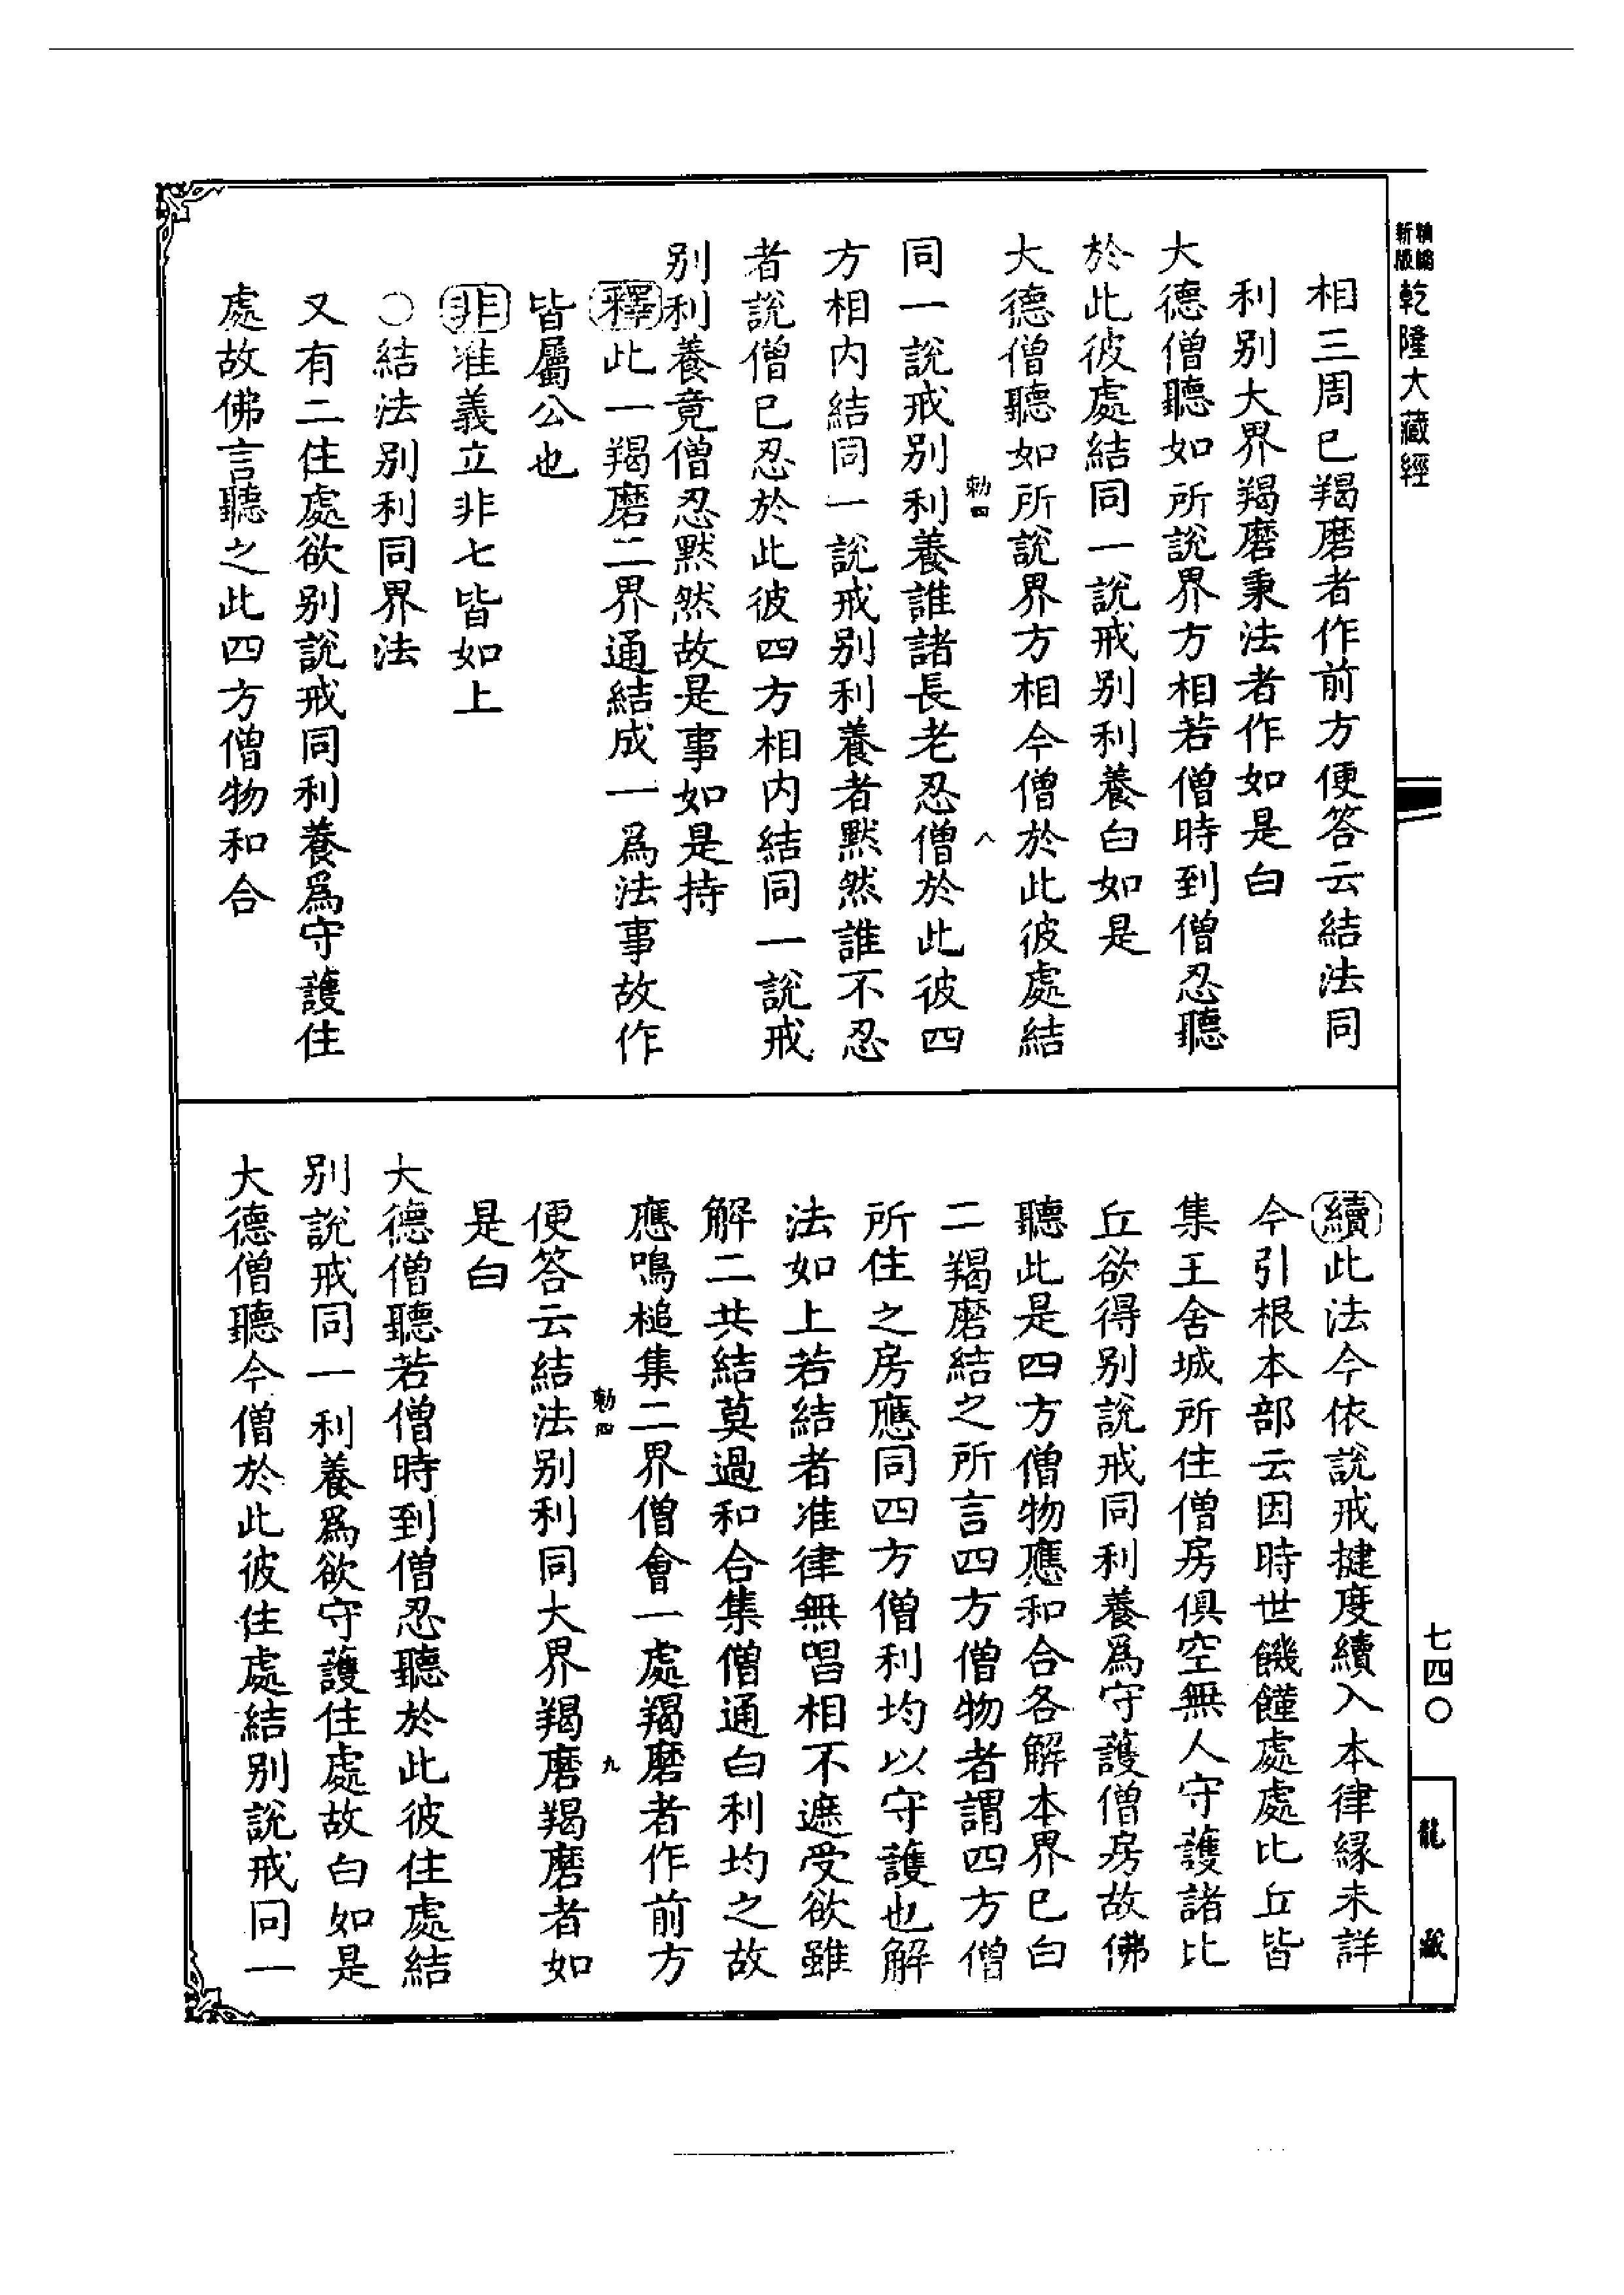 新版精編乾隆大藏經
相三周已羯磨者作前方便答云結法同
利別大界羯磨秉法者作如是白
大德僧聽如所說界方相若僧時到僧忍聽
於此彼處結同一說戒別利養白如是
大德僧聽如所說界方相今僧於此彼處結
勅四 八
同一說戒別利養誰諸長老忍僧於此彼四
方相内結同一說戒別利養者默然誰不忍
者說僧已忍於此彼四方相内結同一說戒
別利養竟僧忍默然故是事如是持
釋此一羯磨二界通結成一爲法事故作
皆屬公也
非准義立非七皆如上
○結法別利同界法
又有二住處欲別說戒同利養爲守護住
處故佛言聽之此四方僧物和合
續此法今依說戒揵度續入本律緣未詳
今引根本部云因時世饑饉處處比丘皆
集王舍城所住僧房俱空無人守護諸比
丘欲得別說戒同利養爲守護僧房故佛
聽此是四方僧物應和合各解本界已白
二羯磨結之所言四方僧物者謂四方僧
所住之房應同四方僧利均以守護也解
法如上若結者准律無唱相不遮受欲雖
解二共結莫過和合集僧通白利均之故
應鳴槌集二界僧會一處羯磨者作前方
勅四 九
便答云結法別利同大界羯磨羯磨者如
是白
大德僧聽若僧時到僧忍聽於此彼住處結
別說戒同一利養爲欲守護住處故白如是
大德僧聽今僧於此彼住處結別說戒同一
七四〇
龍藏